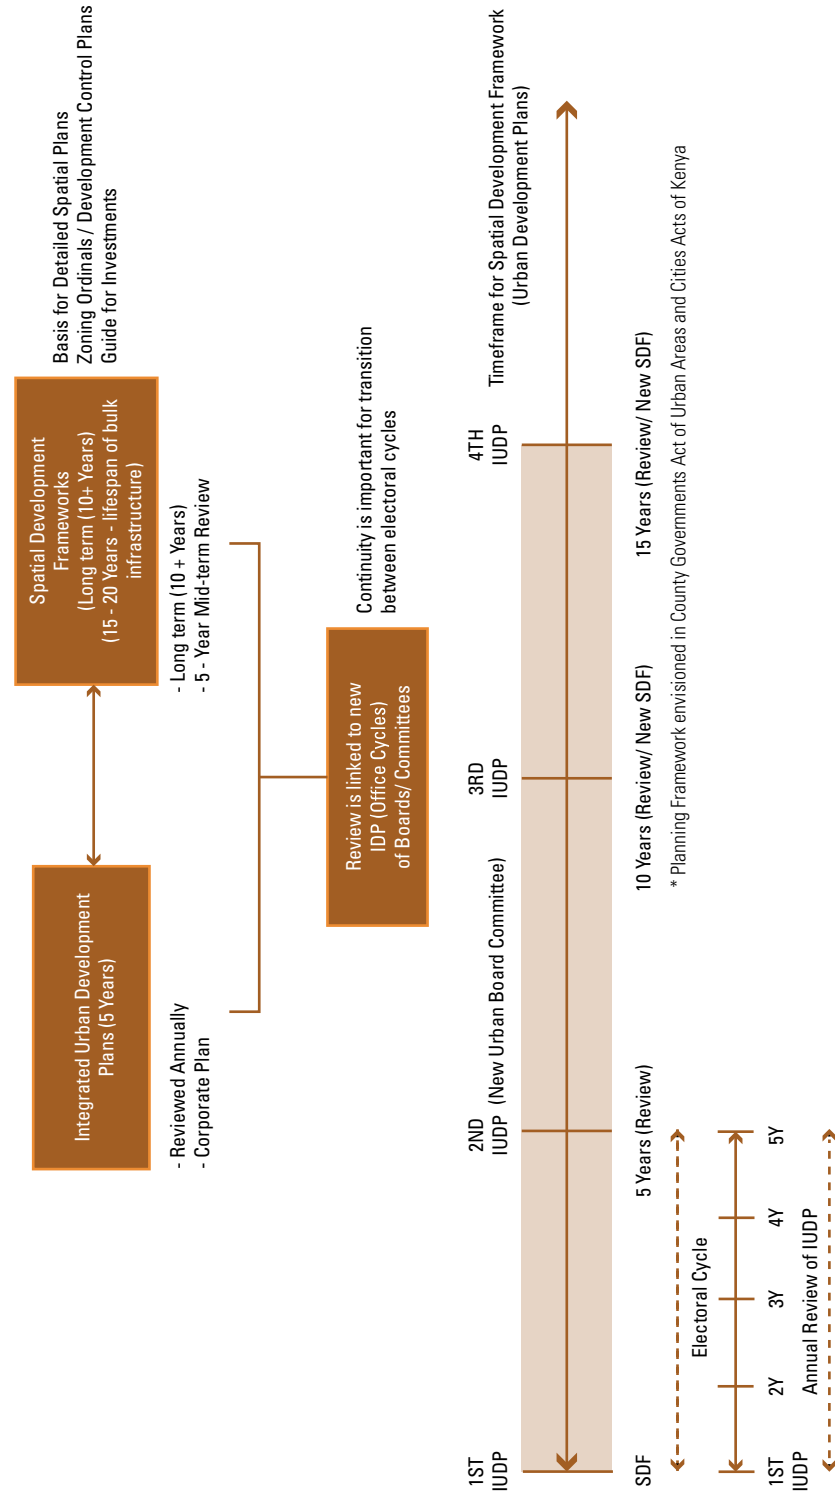 Integrated Urban Development
Plans (5 Years)
- Reviewed Annually
- Corporate Plan
Spatial Development
Frameworks
(Long term (10+ Years)
(15 - 20 Years - lifespan of bulk
infrastructure)
Basis for Detailed Spatial Plans
Zoning Ordinals / Development Control Plans
Guide for Investments
- Long term (10 + Years)
- 5 - Year Mid-term Review
Review is linked to new
IDP (Office Cycles)
of Boards/ Committees
Continuity is important for transition
between electoral cycles
1ST
IUDP
2ND
IUDP
(New Urban Board Committee)
3RD
IUDP
4TH
IUDP
Timeframe for Spatial Development Framework
(Urban Development Plans)
SDF
5 Years (Review)
10 Years (Review/ New SDF)
15 Years (Review/ New SDF)
* Planning Framework envisioned in County Governments Act of Urban Areas and Cities Acts of Kenya
Electoral Cycle
1ST
IUDP
2Y
3Y
4Y
5Y
Annual Review of IUDP